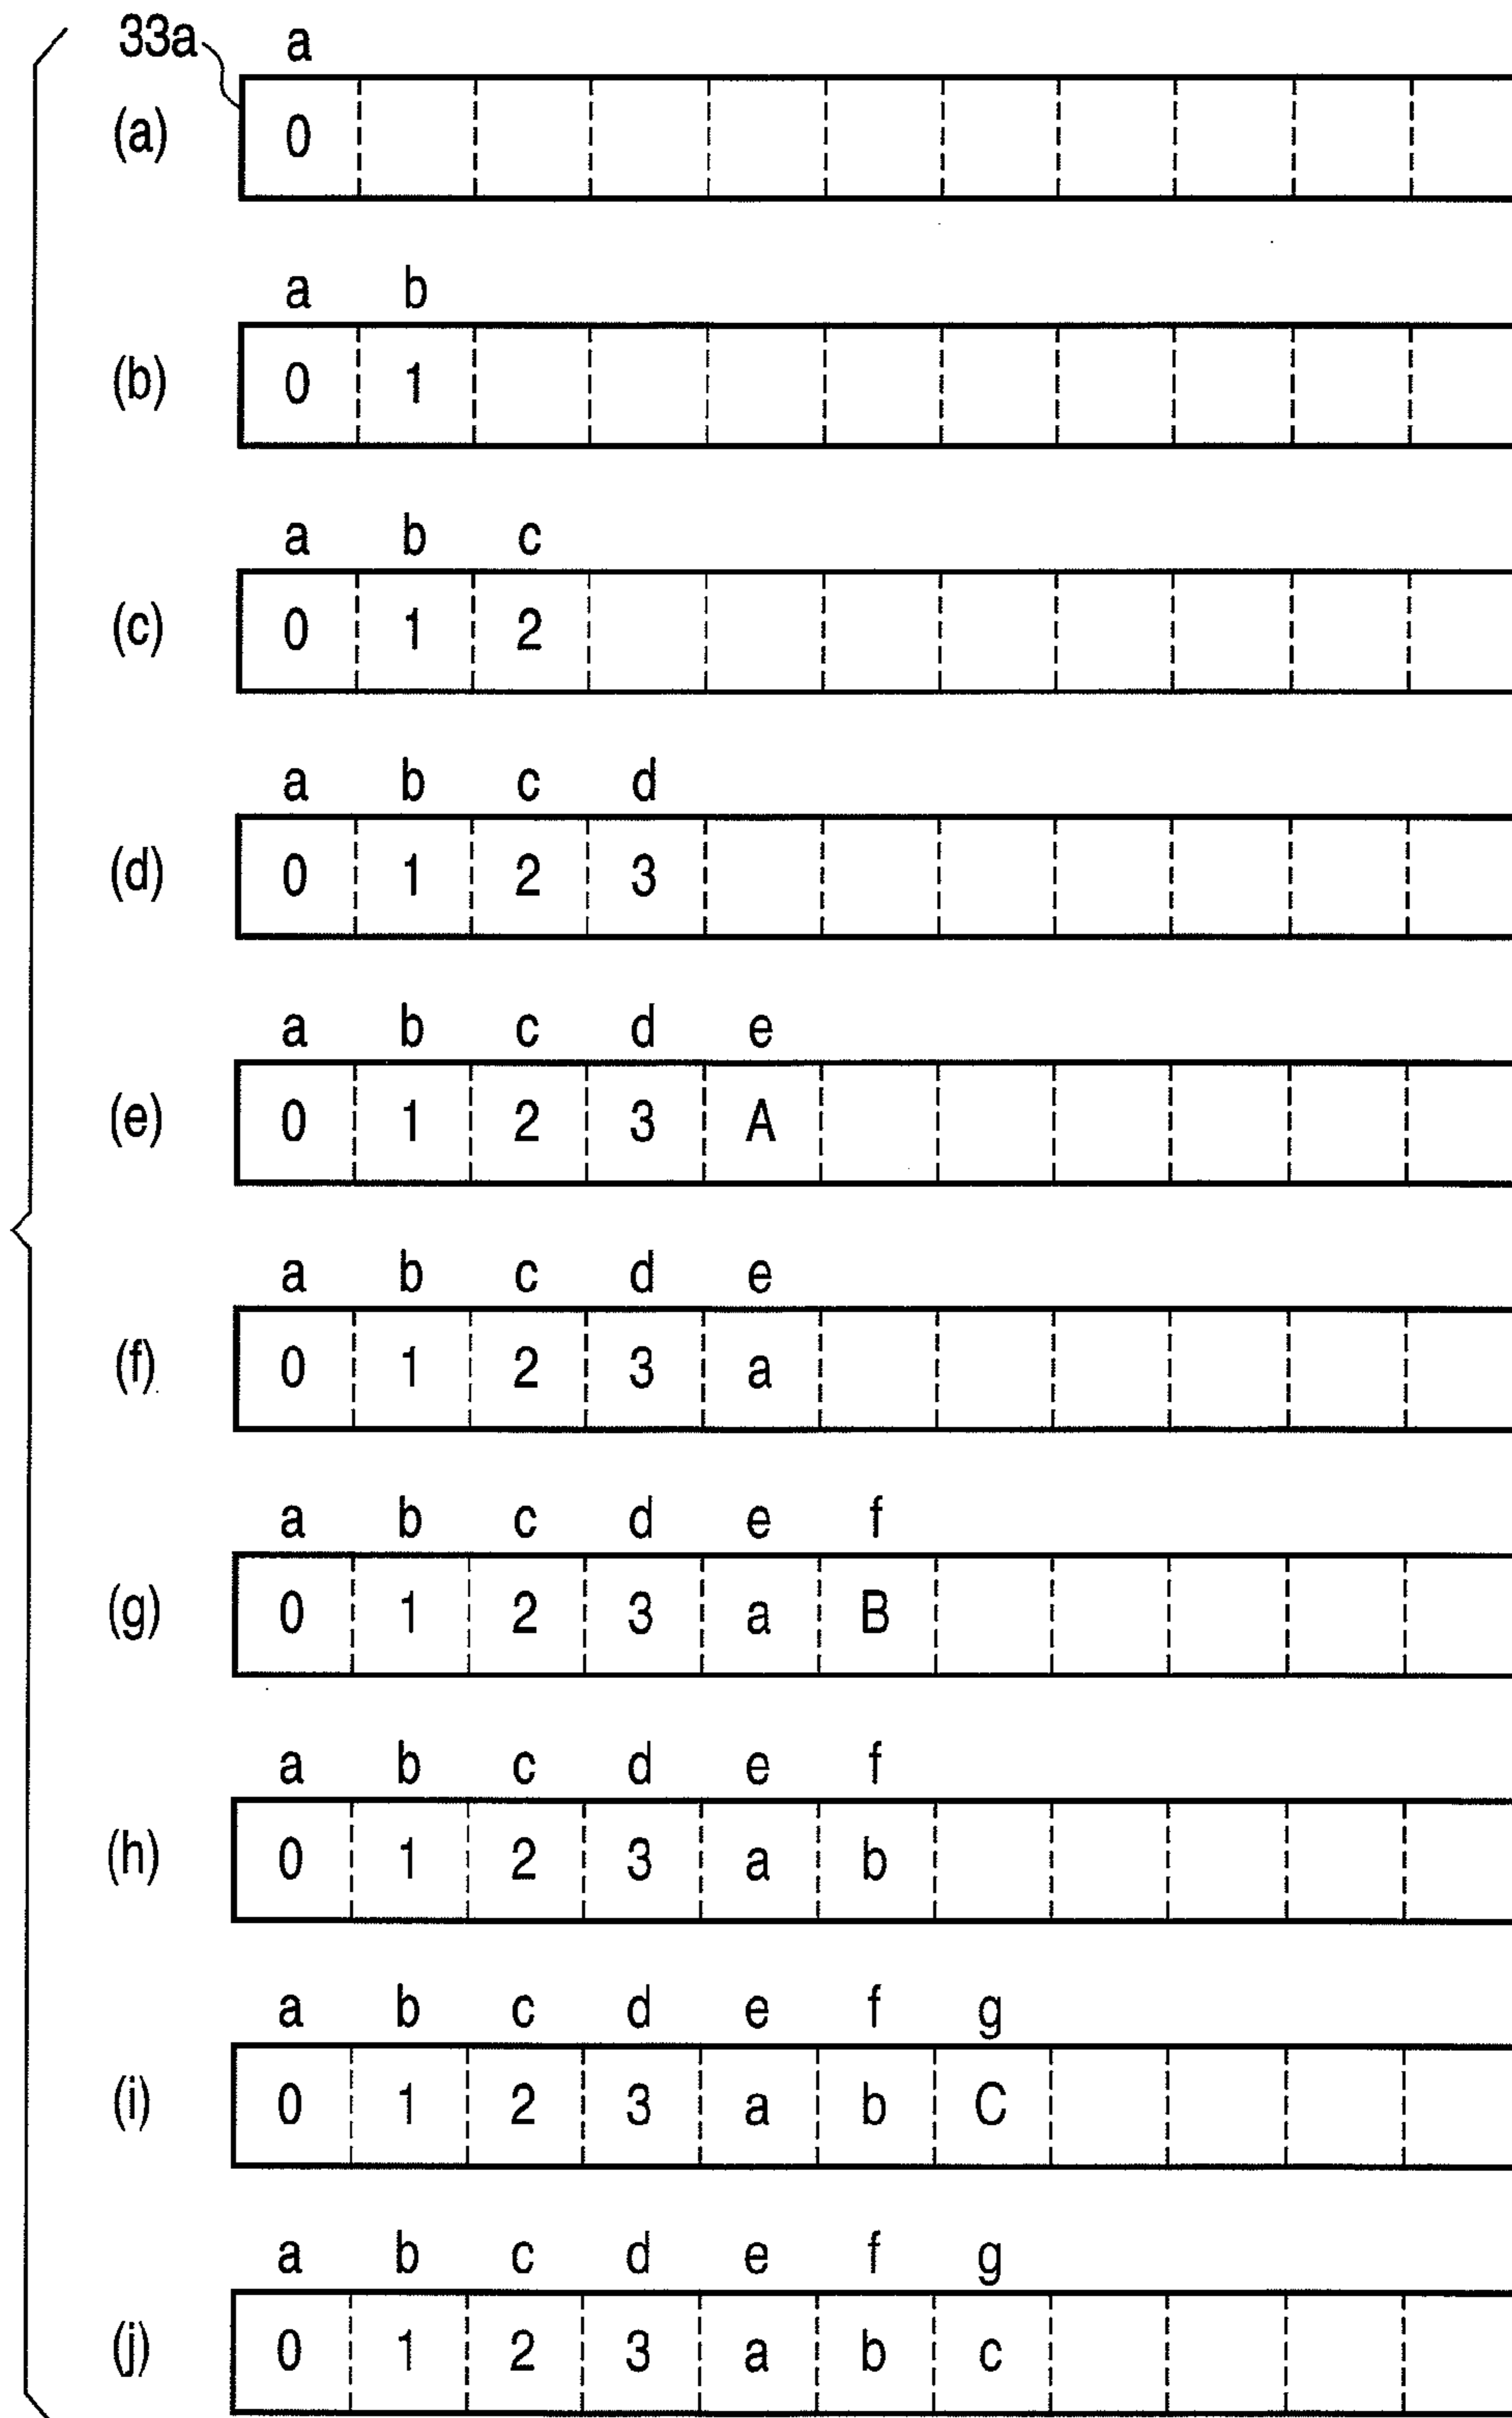 33a a
(a) 0
a b
(b) 0 1
a b c
(c) 0 1 2
a b c d
(d) 0 1 2 3
a b c d e
(e) 0 1 2 3 A
a b c d e
(f) 0 1 2 3 a
a b c d e f
(g) 0 1 2 3 a B
a b c d e f
(h) 0 1 2 3 a b
a b c d e f g
(i) 0 1 2 3 a b C
a b c d e f g
(j) 0 1 2 3 a b c